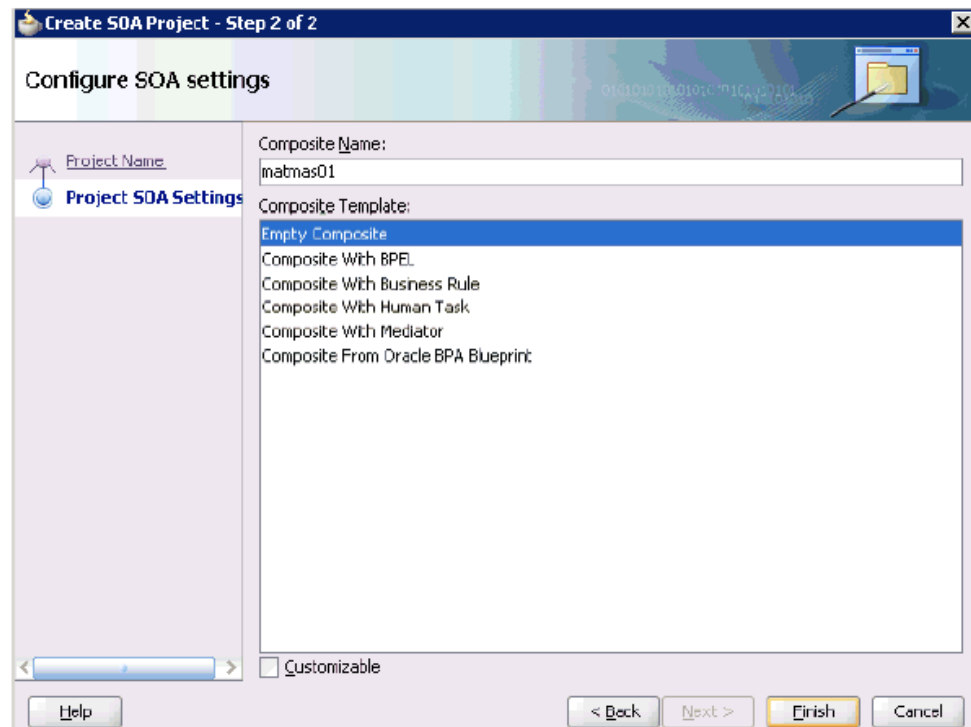 Create SOA Project - Step 2 of 2
Configure SOA settings
Project Name
Project SOA Settings
Composite Name:
matmas01
Composite Template:
Empty Composite
Composite With BPEL
Composite With Business Rule
Composite With Human Task
Composite With Mediator
Composite From Oracle BPA Blueprint
Customizable
Help
< Back
Next >
Finish
Cancel